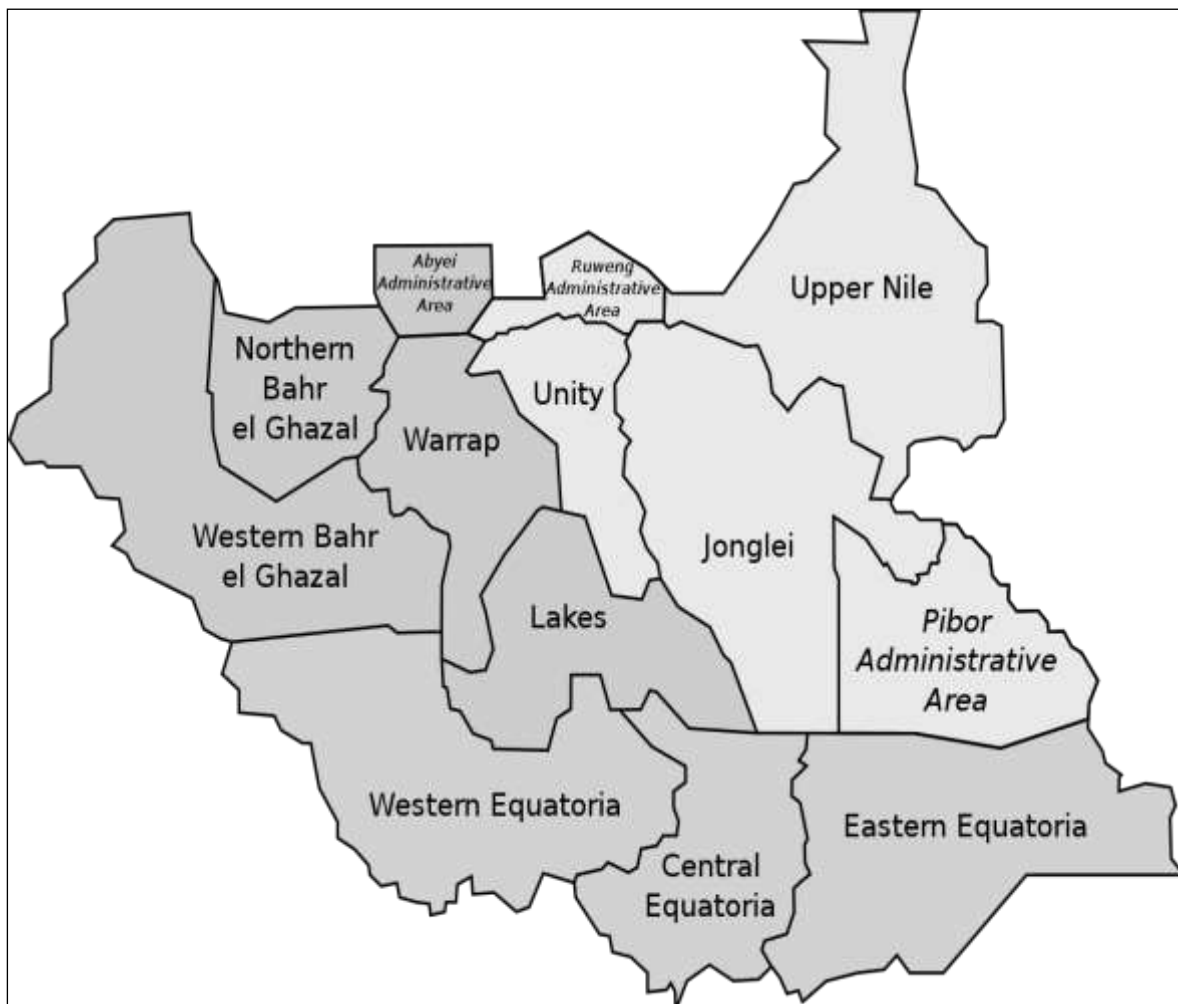 Abyei
Administrative
Area
Ruweng
Administrative
Area
Upper Nile
Northern
Bahr
el Ghazal
Unity
Warrap
Western Bahr
el Ghazal
Jonglei
Lakes
Pibor
Administrative
Area
Western Equatoria
Eastern Equatoria
Central
Equatoria